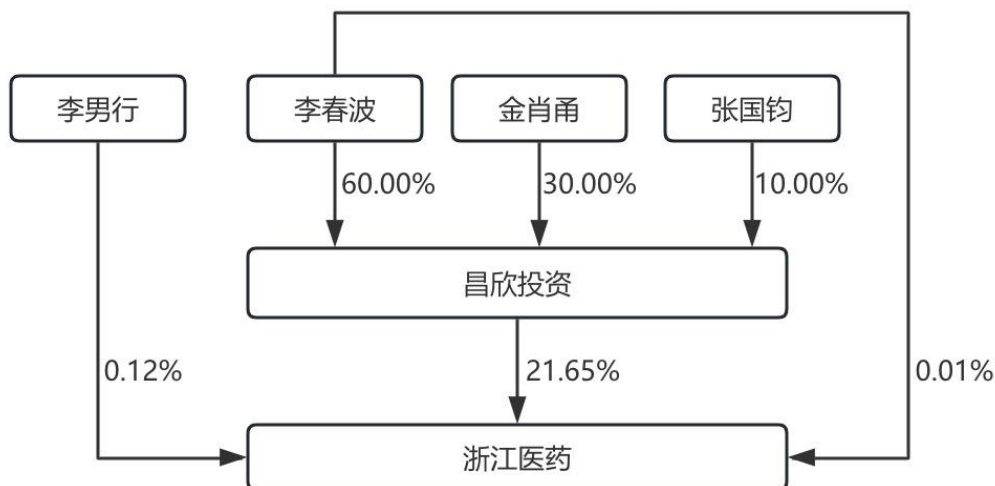 李男行
李春波
金肖甬
张国钧
60.00%
30.00%
10.00%
昌欣投资
0.12%
21.65%
0.01%
浙江医药